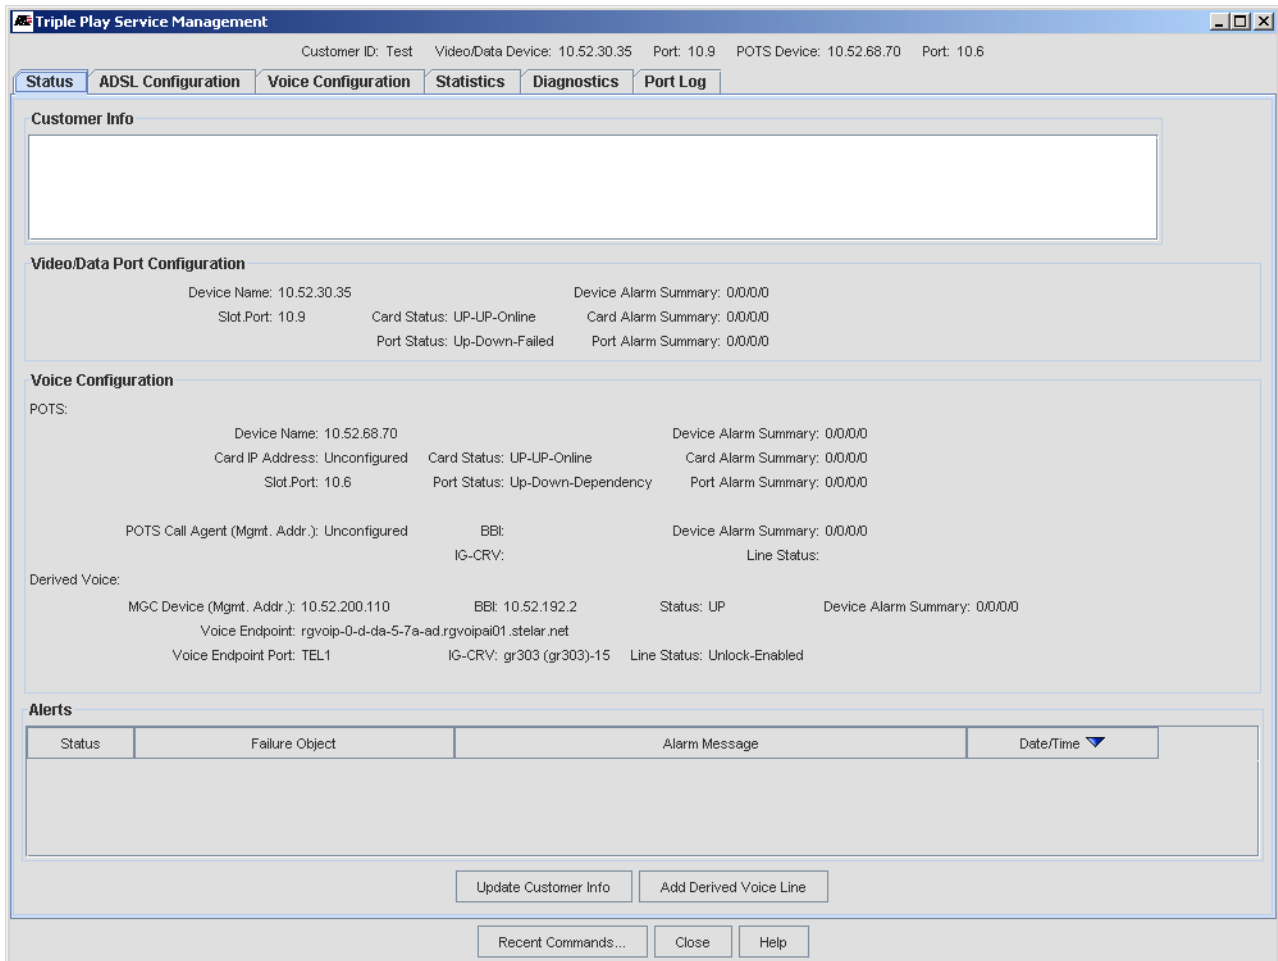 Triple Play Service Management
Customer ID: Test Video/Data Device: 10.52.30.35 Port: 10.9 POTS Device: 10.52.68.70 Port: 10.6
Status ADSL Configuration Voice Configuration Statistics Diagnostics Port Log
Customer Info
Video/Data Port Configuration
Device Name: 10.52.30.35 Device Alarm Summary: 0/0/0/0
Slot.Port: 10.9 Card Status: UP-UP-Online Card Alarm Summary: 0/0/0/0
Port Status: Up-Down-Failed Port Alarm Summary: 0/0/0/0
Voice Configuration
POTS:
Device Name: 10.52.68.70 Device Alarm Summary: 0/0/0/0
Card IP Address: Unconfigured Card Status: UP-UP-Online Card Alarm Summary: 0/0/0/0
Slot.Port: 10.6 Port Status: Up-Down-Dependency Port Alarm Summary: 0/0/0/0
POTS Call Agent (Mgmt. Addr.): Unconfigured BBI: Device Alarm Summary: 0/0/0/0
IG-CRV: Line Status:
Derived Voice:
MGC Device (Mgmt. Addr.): 10.52.200.110 BBI: 10.52.192.2 Status: UP Device Alarm Summary: 0/0/0/0
Voice Endpoint: rgvoip-0-d-da-5-7a-ad.rgvoipai01.stelar.net
Voice Endpoint Port: TEL1 IG-CRV: gr303 (gr303)-15 Line Status: Unlock-Enabled
Alerts
Status Failure Object Alarm Message Date/Time
Update Customer Info Add Derived Voice Line
Recent Commands... Close Help